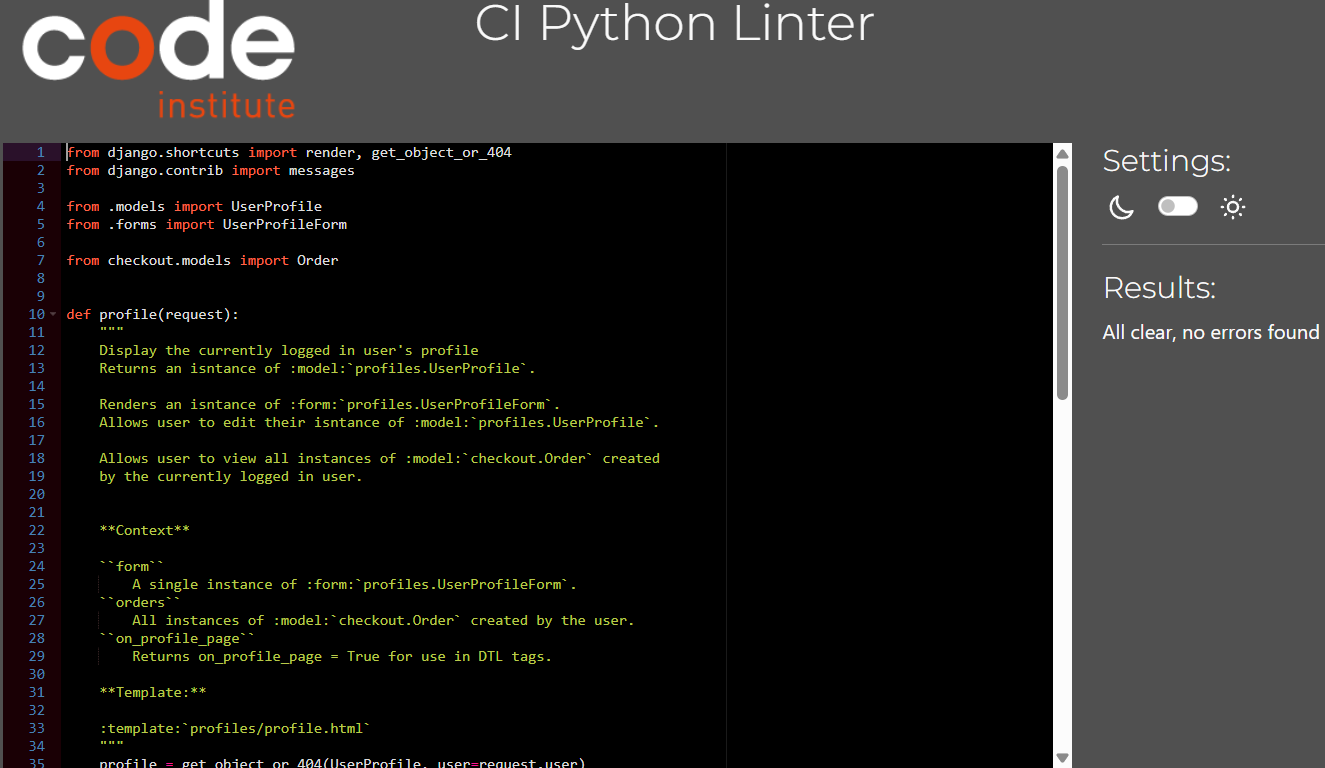 code
institute
CI Python Linter
1 from django.shortcuts import render, get_object_or_404
2 from django.contrib import messages
3
4 from .models import UserProfile
5 from .forms import UserProfileForm
6
7 from checkout.models import Order
8
9
10 def profile(request):
11 """
12 Display the currently logged in user's profile
13 Returns an isntance of :model:`profiles.UserProfile`.
14
15 Renders an isntance of :form:`profiles.UserProfileForm`.
16 Allows user to edit their isntance of :model:`profiles.UserProfile`.
17
18 Allows user to view all instances of :model:`checkout.Order` created
19 by the currently logged in user.
20
21
22 **Context**
23
24 ``form``
25 A single instance of :form:`profiles.UserProfileForm`.
26 ``orders``
27 All instances of :model:`checkout.Order` created by the user.
28 ``on_profile_page``
29 Returns on_profile_page = True for use in DTL tags.
30
31 **Template:**
32
33 :template:`profiles/profile.html`
34 """
35 profile = get_object_or_404(UserProfile, user=request.user)
Settings:
Results:
All clear, no errors found